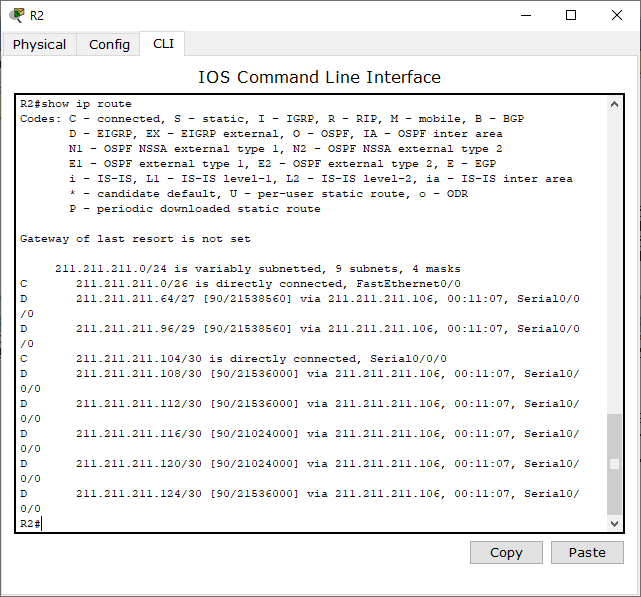 R2
Physical Config CLI
IOS Command Line Interface
R2#show ip route
Codes: C - connected, S - static, I - IGRP, R - RIP, M - mobile, B - BGP
D - EIGRP, EX - EIGRP external, O - OSPF, IA - OSPF inter area
N1 - OSPF NSSA external type 1, N2 - OSPF NSSA external type 2
E1 - OSPF external type 1, E2 - OSPF external type 2, E - EGP
i - IS-IS, L1 - IS-IS level-1, L2 - IS-IS level-2, ia - IS-IS inter area
* - candidate default, U - per-user static route, o - ODR
P - periodic downloaded static route
Gateway of last resort is not set
211.211.211.0/24 is variably subnetted, 9 subnets, 4 masks
C 211.211.211.0/26 is directly connected, FastEthernet0/0
D 211.211.211.64/27 [90/21538560] via 211.211.211.106, 00:11:07, Serial0/0
/0
D 211.211.211.96/29 [90/21538560] via 211.211.211.106, 00:11:07, Serial0/0
/0
C 211.211.211.104/30 is directly connected, Serial0/0/0
D 211.211.211.108/30 [90/21536000] via 211.211.211.106, 00:11:07, Serial0/
0/0
D 211.211.211.112/30 [90/21536000] via 211.211.211.106, 00:11:07, Serial0/
0/0
D 211.211.211.116/30 [90/21024000] via 211.211.211.106, 00:11:07, Serial0/
0/0
D 211.211.211.120/30 [90/21024000] via 211.211.211.106, 00:11:07, Serial0/
0/0
D 211.211.211.124/30 [90/21536000] via 211.211.211.106, 00:11:07, Serial0/
0/0
R2#
Copy Paste